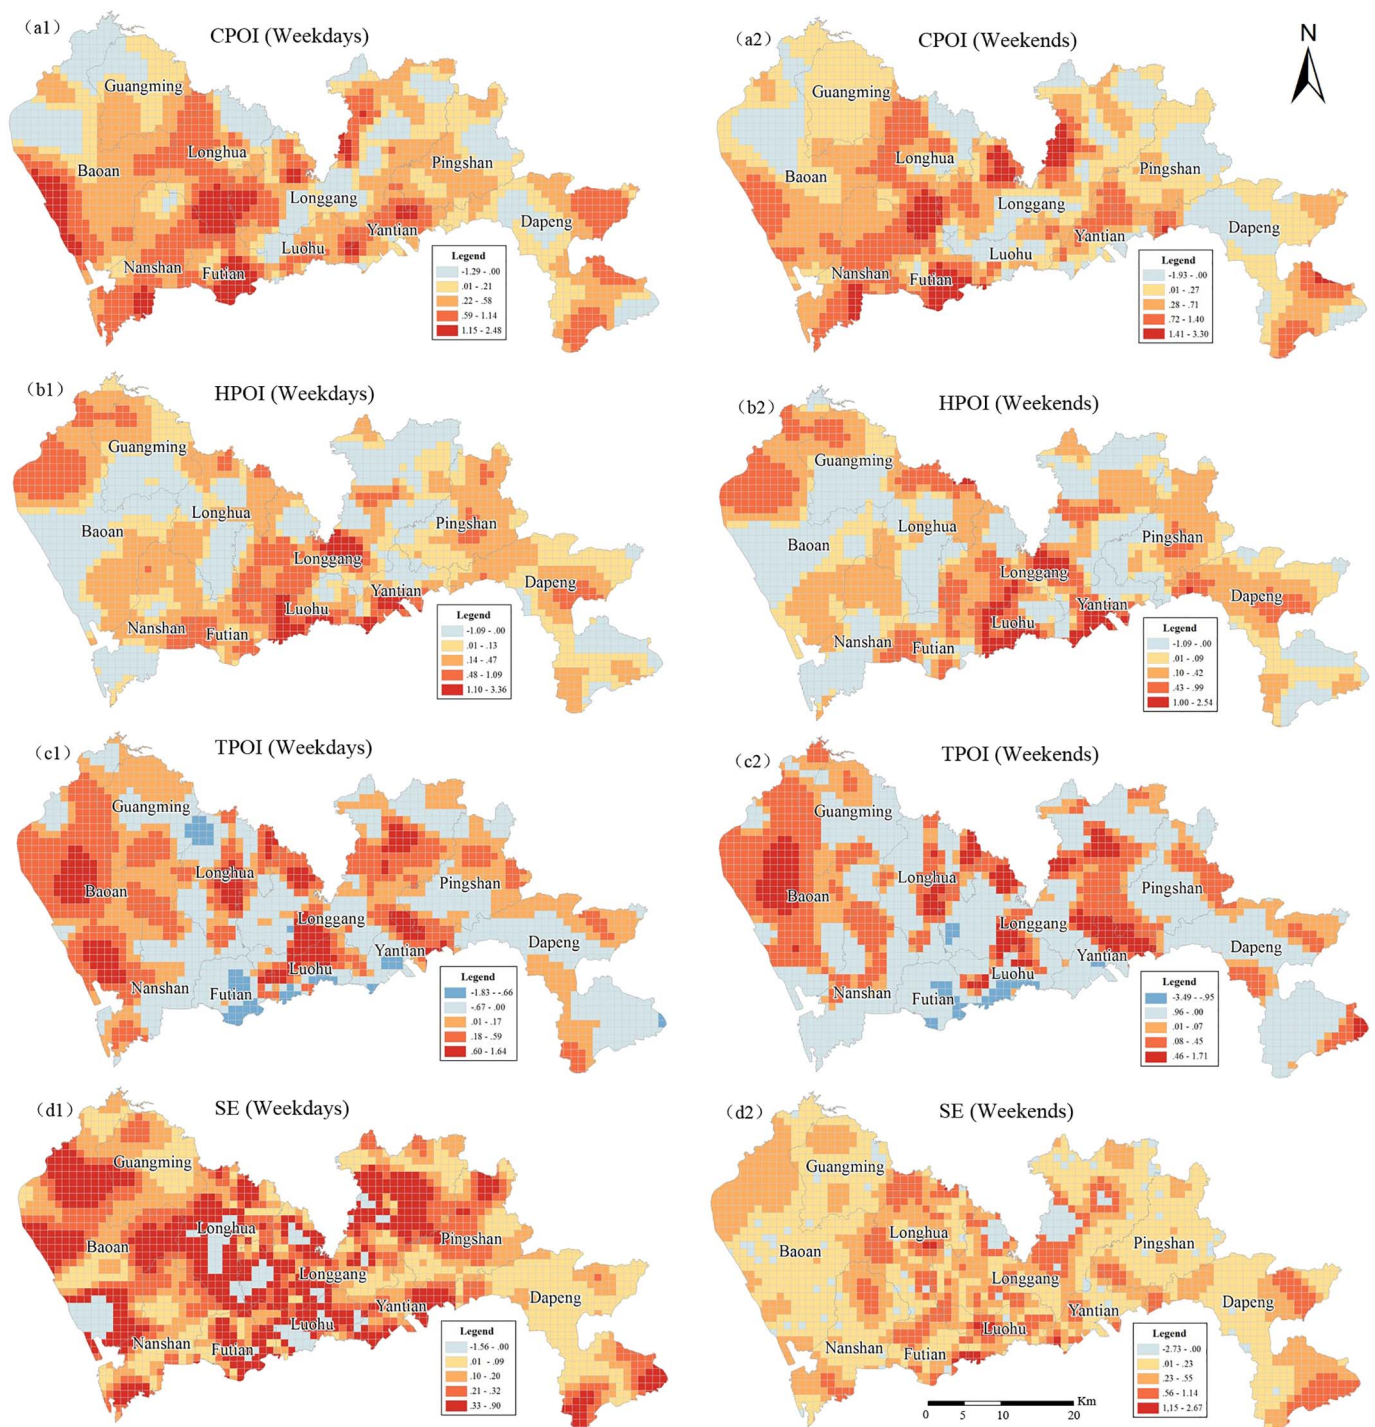 （a1）
CPOI (Weekdays)
Guangming
Baoan
Longhua
Pingshan
Longgang
Dapeng
Yantian
Luohu
Nanshan
Futian
Legend
-1.29 - .00
.01 - .21
.22 - .58
.59 - 1.14
1.15 - 2.48
（a2）
CPOI (Weekends)
N
Guangming
Longhua
Baoan
Pingshan
Longgang
Dapeng
Yantian
Luohu
Nanshan
Futian
Legend
-1.93 - .00
.01 - .27
.28 - .71
.72 - 1.40
1.41 - 3.30
（b1）
HPOI (Weekdays)
Guangming
Longhua
Baoan
Pingshan
Longgang
Dapeng
Yantian
Luohu
Nanshan
Futian
Legend
-1.09 - .00
.01 - .13
.14 - .47
.48 - 1.09
1.10 - 3.36
（b2）
HPOI (Weekends)
Guangming
Longhua
Baoan
Pingshan
Longgang
Dapeng
Yantian
Luohu
Nanshan
Futian
Legend
-1.09 - .00
.01 - .09
.10 - .42
.43 - .99
1.00 - 2.54
（c1）
TPOI (Weekdays)
Guangming
Longhua
Baoan
Pingshan
Longgang
Dapeng
Yantian
Luohu
Nanshan
Futian
Legend
-1.83 - -.66
-.67 - .00
.01 - .17
.18 - .59
.60 - 1.64
（c2）
TPOI (Weekends)
Guangming
Longhua
Baoan
Pingshan
Longgang
Dapeng
Yantian
Luohu
Nanshan
Futian
Legend
-3.49 - -.95
.96 - .00
.01 - .07
.08 - .45
.46 - 1.71
（d1）
SE (Weekdays)
Guangming
Longhua
Baoan
Pingshan
Longgang
Dapeng
Yantian
Luohu
Nanshan
Futian
Legend
-1.56 - .00
.01 - .09
.10 - .20
.21 - .32
.33 - .90
（d2）
SE (Weekends)
Guangming
Longhua
Baoan
Pingshan
Longgang
Dapeng
Yantian
Luohu
Nanshan
Futian
Legend
-2.73 - .00
.01 - .23
.23 - .55
.56 - 1.14
1,15 - 2.67
Km
0 5 10 20